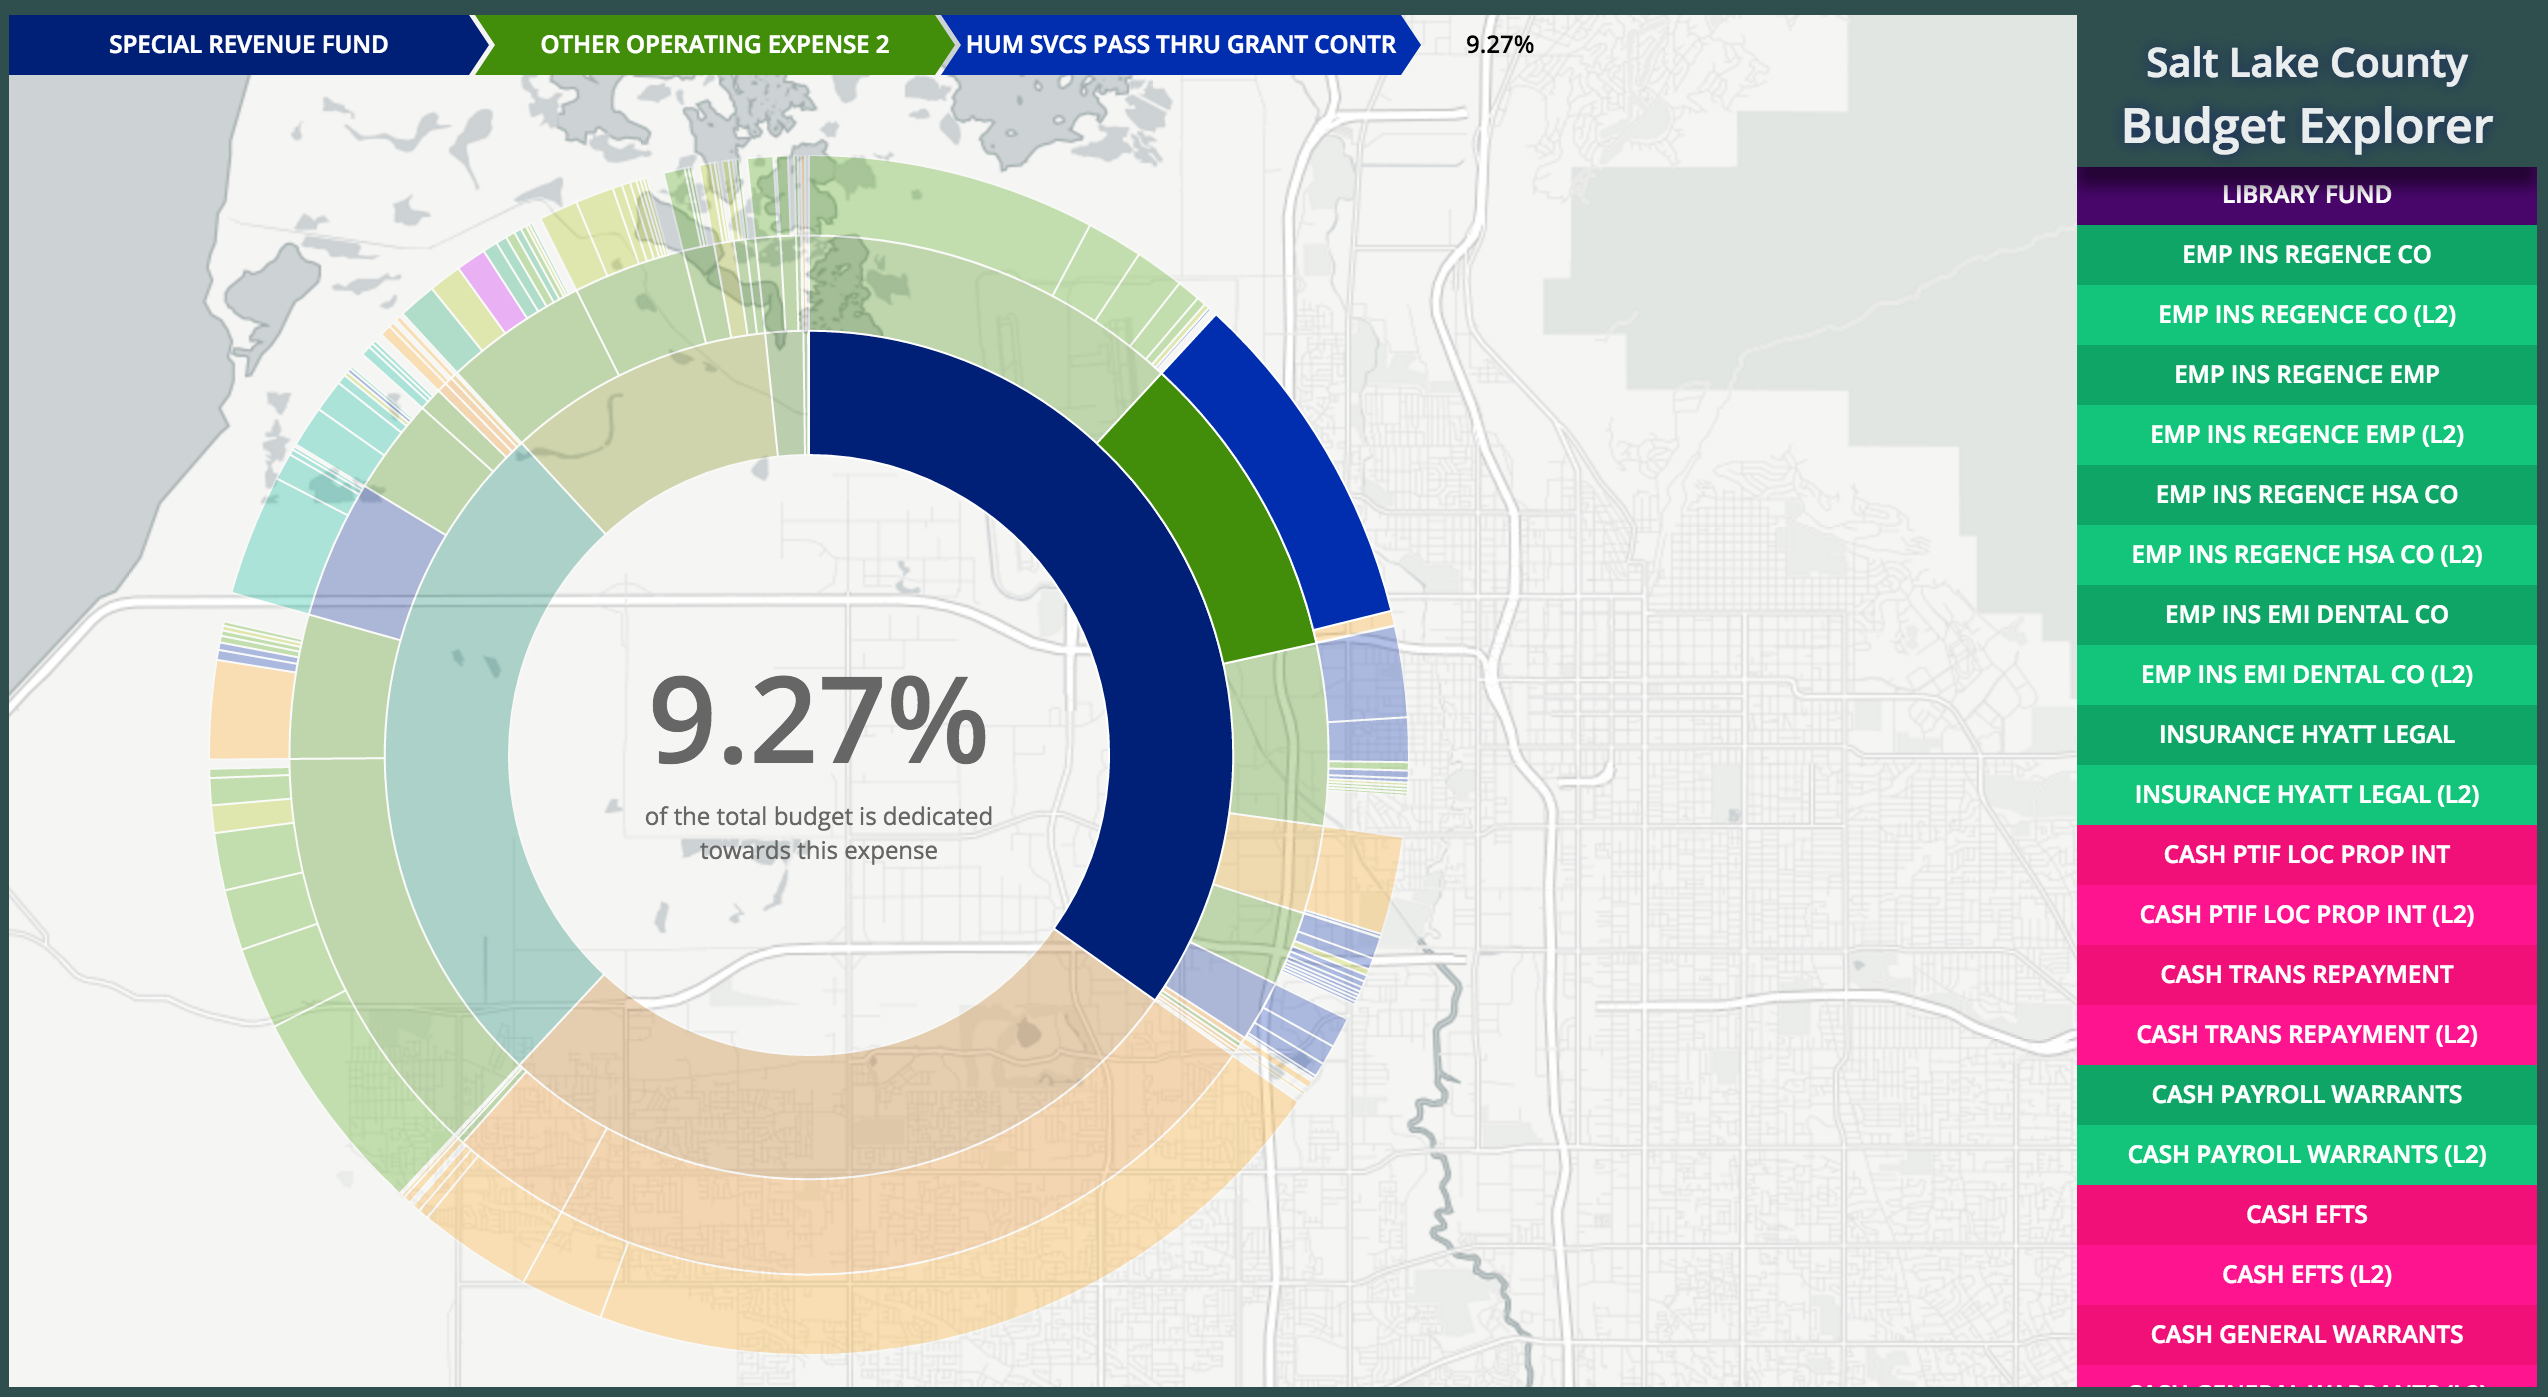 SPECIAL REVENUE FUND
OTHER OPERATING EXPENSE 2
HUM SVCS PASS THRU GRANT CONTR
9.27%
9.27%
of the total budget is dedicated
towards this expense
Salt Lake County
Budget Explorer
LIBRARY FUND
EMP INS REGENCE CO
EMP INS REGENCE CO (L2)
EMP INS REGENCE EMP
EMP INS REGENCE EMP (L2)
EMP INS REGENCE HSA CO
EMP INS REGENCE HSA CO (L2)
EMP INS EMI DENTAL CO
EMP INS EMI DENTAL CO (L2)
INSURANCE HYATT LEGAL
INSURANCE HYATT LEGAL (L2)
CASH PTIF LOC PROP INT
CASH PTIF LOC PROP INT (L2)
CASH TRANS REPAYMENT
CASH TRANS REPAYMENT (L2)
CASH PAYROLL WARRANTS
CASH PAYROLL WARRANTS (L2)
CASH EFTS
CASH EFTS (L2)
CASH GENERAL WARRANTS